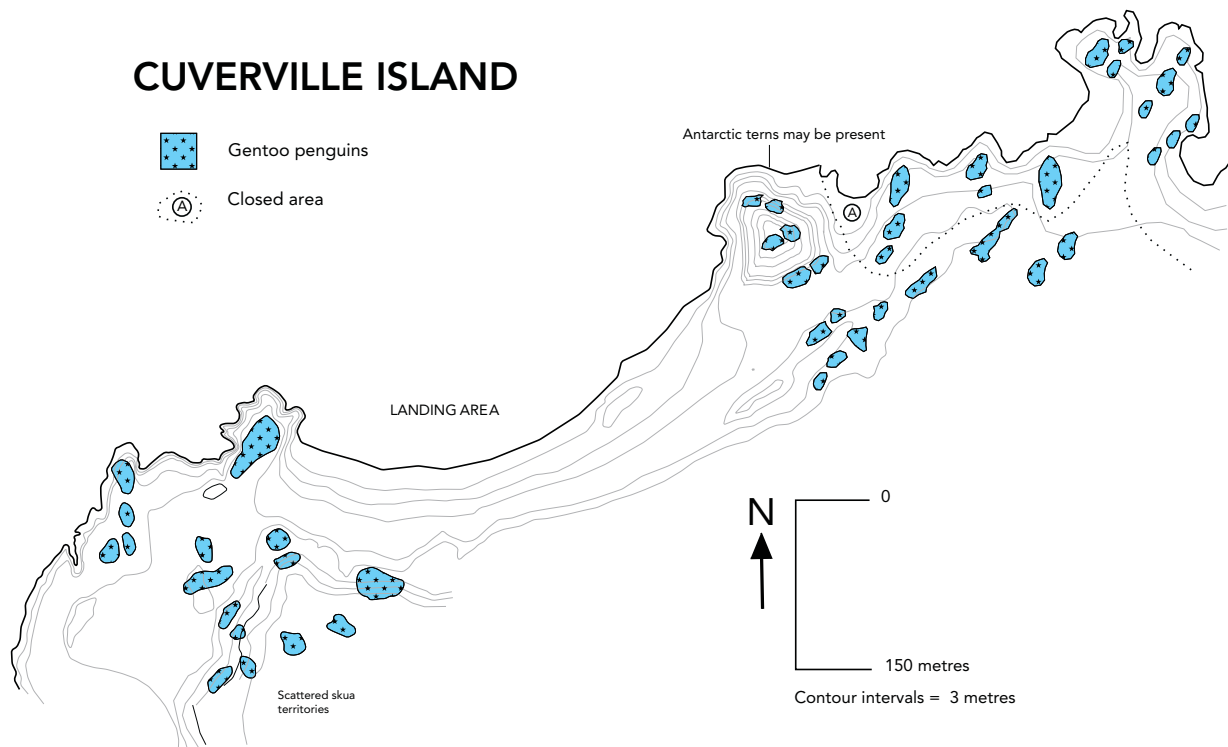 CUVERVILLE ISLAND
Gentoo penguins
A
Closed area
Antarctic terns may be present
A
LANDING AREA
N
0
150 metres
Contour intervals = 3 metres
Scattered skua
territories